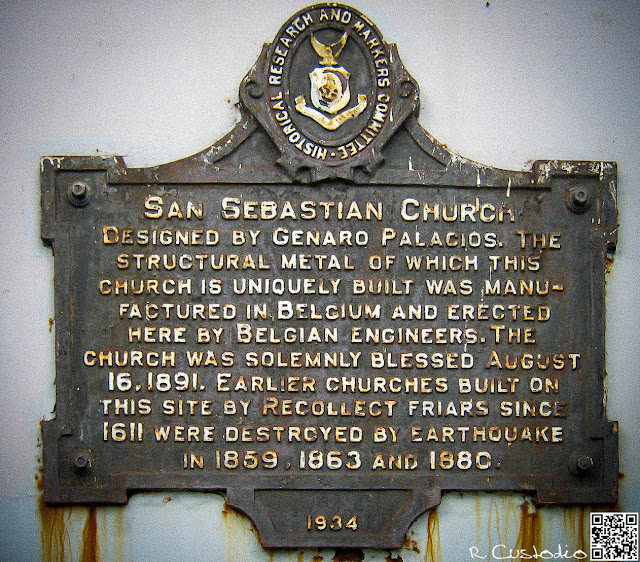 HISTORICAL RESEARCH AND MARKERS COMMITTEE
SAN SEBASTIAN CHURCH
DESIGNED BY GENARO PALACIOS. THE
STRUCTURAL METAL OF WHICH THIS
CHURCH IS UNIQUELY BUILT WAS MANU-
FACTURED IN BELGIUM AND ERECTED
HERE BY BELGIAN ENGINEERS. THE
CHURCH WAS SOLEMNLY BLESSED AUGUST
16, 1891. EARLIER CHURCHES BUILT ON
THIS SITE BY RECOLLECT FRIARS SINCE
1611 WERE DESTROYED BY EARTHQUAKE
IN 1859, 1863 AND 1880.
1934
R. Custodio